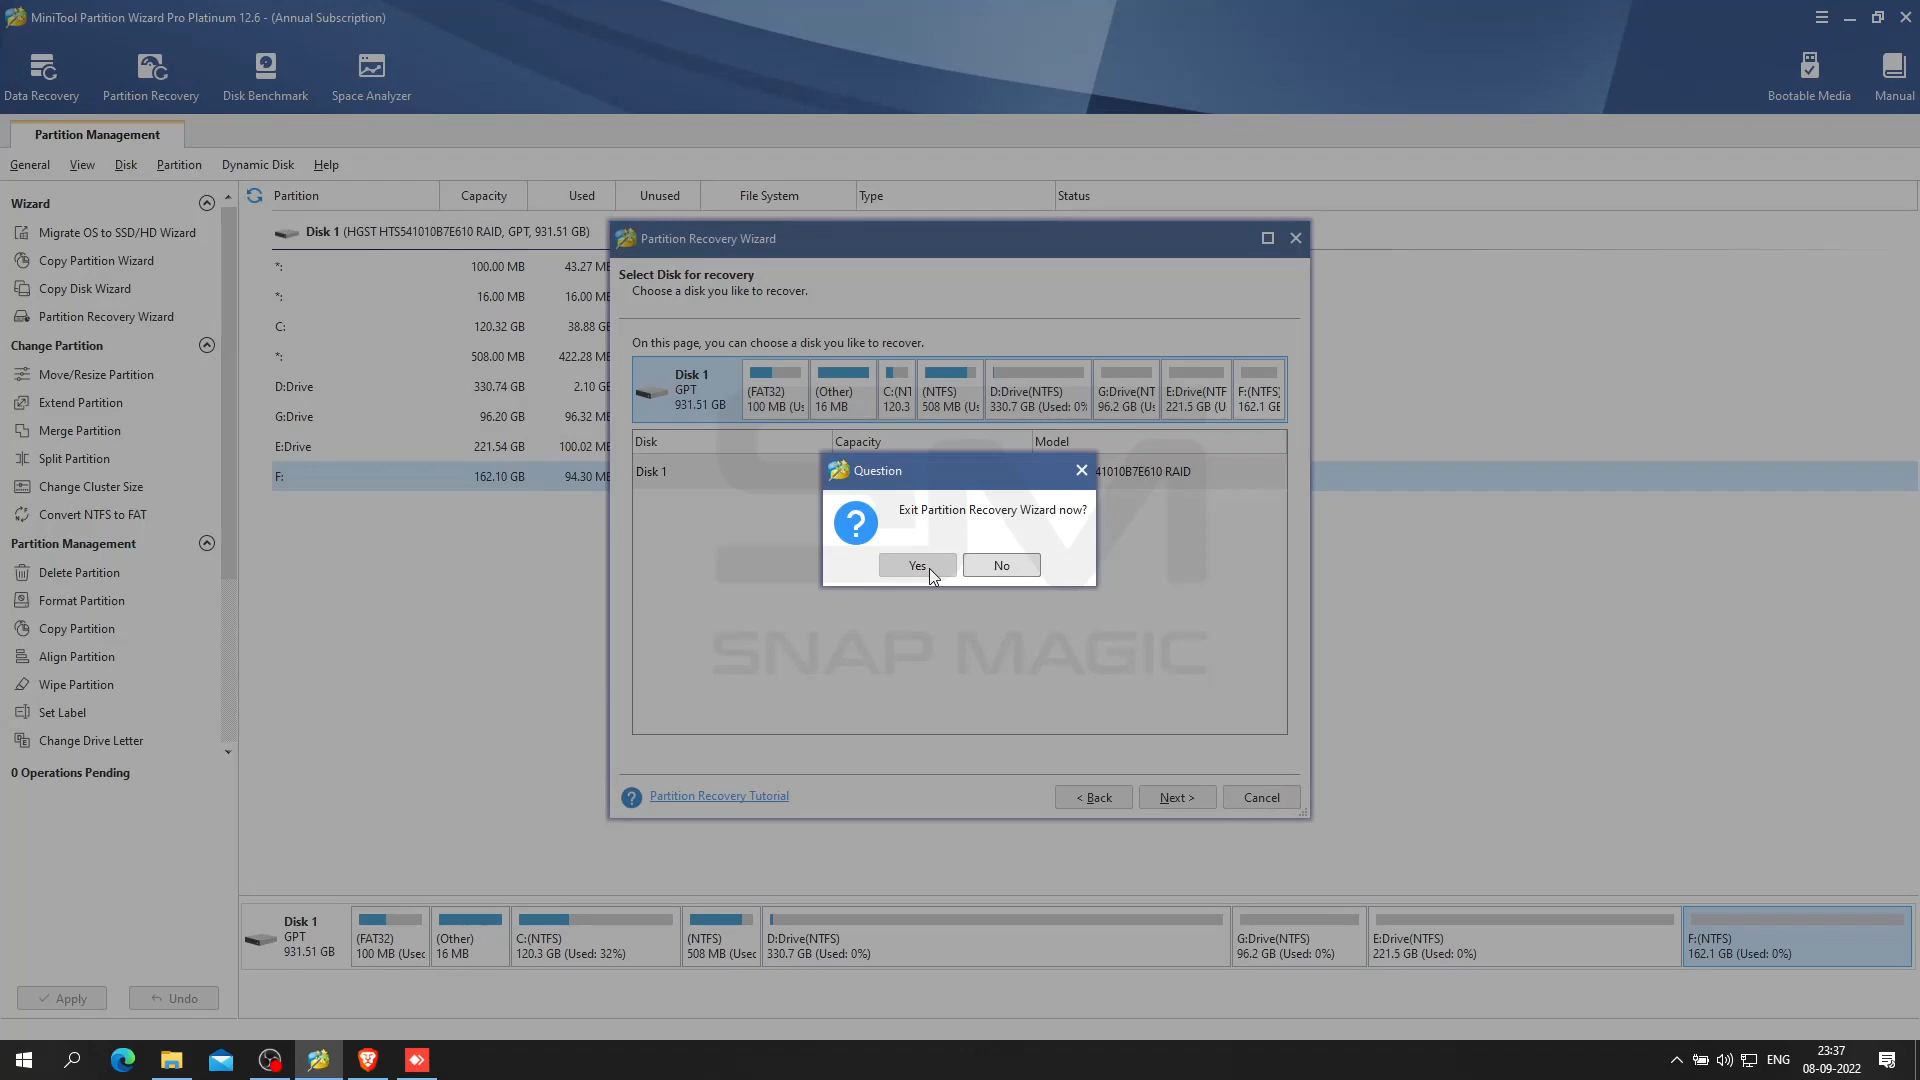 MiniTool Partition Wizard Pro Platinum 12.6 - (Annual Subscription)
Data Recovery
Partition Recovery
Disk Benchmark
Space Analyzer
Bootable Media
Manual
Partition Management
General View Disk Partition Dynamic Disk Help
Wizard
Migrate OS to SSD/HD Wizard
Copy Partition Wizard
Copy Disk Wizard
Partition Recovery Wizard
Change Partition
Move/Resize Partition
Extend Partition
Merge Partition
Split Partition
Change Cluster Size
Convert NTFS to FAT
Partition Management
Delete Partition
Format Partition
Copy Partition
Align Partition
Wipe Partition
Set Label
Change Drive Letter
0 Operations Pending
Apply Undo
Partition Capacity Used Unused File System Type Status
Disk 1 (HGST HTS541010B7E610 RAID, GPT, 931.51 GB)
*: 100.00 MB 43.27 MB
*: 16.00 MB 16.00 MB
C: 120.32 GB 38.88 GB
*: 508.00 MB 422.28 MB
D:Drive 330.74 GB 2.10 GB
G:Drive 96.20 GB 96.32 MB
E:Drive 221.54 GB 100.02 MB
F: 162.10 GB 94.30 MB
Partition Recovery Wizard
Select Disk for recovery
Choose a disk you like to recover.
On this page, you can choose a disk you like to recover.
Disk 1
GPT
931.51 GB
(FAT32)
100 MB (Us
(Other)
16 MB
C:(NT
120.3
(NTFS)
508 MB (Us
D:Drive(NTFS)
330.7 GB (Used: 0%
G:Drive(NT
96.2 GB (Us
E:Drive(NTF
221.5 GB (U
F:(NTFS)
162.1 GB
Disk Capacity Model
Disk 1 41010B7E610 RAID
Question
Exit Partition Recovery Wizard now?
Yes No
SM
SNAP MAGIC
Partition Recovery Tutorial
< Back Next > Cancel
Disk 1
GPT
931.51 GB
(FAT32)
100 MB (Used
(Other)
16 MB
C:(NTFS)
120.3 GB (Used: 32%)
(NTFS)
508 MB (Used
D:Drive(NTFS)
330.7 GB (Used: 0%)
G:Drive(NTFS)
96.2 GB (Used: 0%)
E:Drive(NTFS)
221.5 GB (Used: 0%)
F:(NTFS)
162.1 GB (Used: 0%)
ENG
23:37
08-09-2022